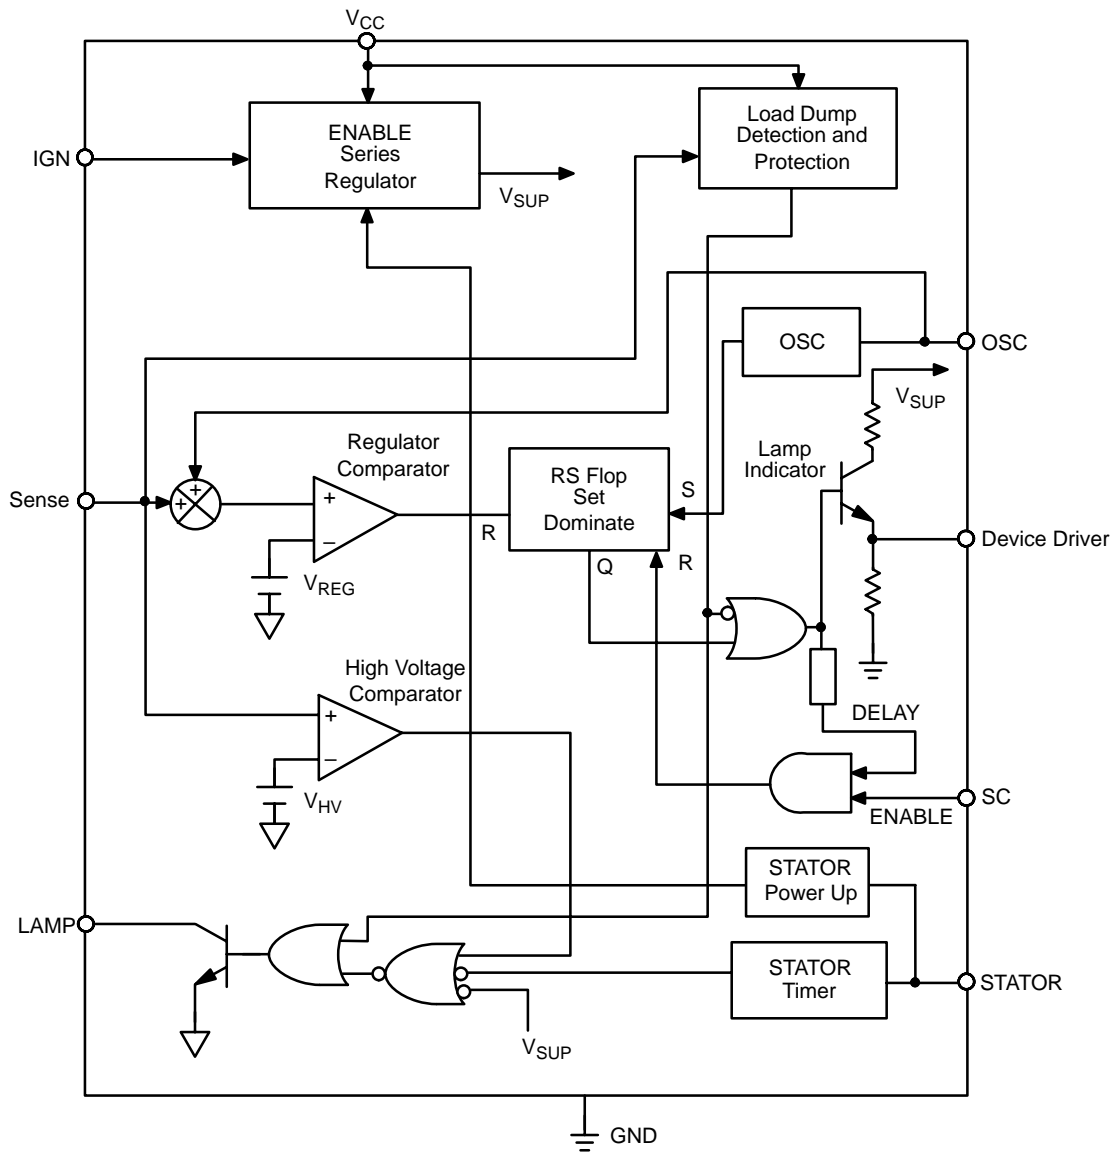 VCC
IGN
ENABLE
Series
Regulator
VSUP
Load Dump
Detection and
Protection
OSC
OSC
VSUP
Lamp
Indicator
Regulator
Comparator
Sense
+
+
+
−
VREG
RS Flop
Set
Dominate
R
S
Q
R
Device Driver
High Voltage
Comparator
+
−
VHV
DELAY
SC
ENABLE
STATOR
Power Up
LAMP
STATOR
Timer
STATOR
VSUP
GND